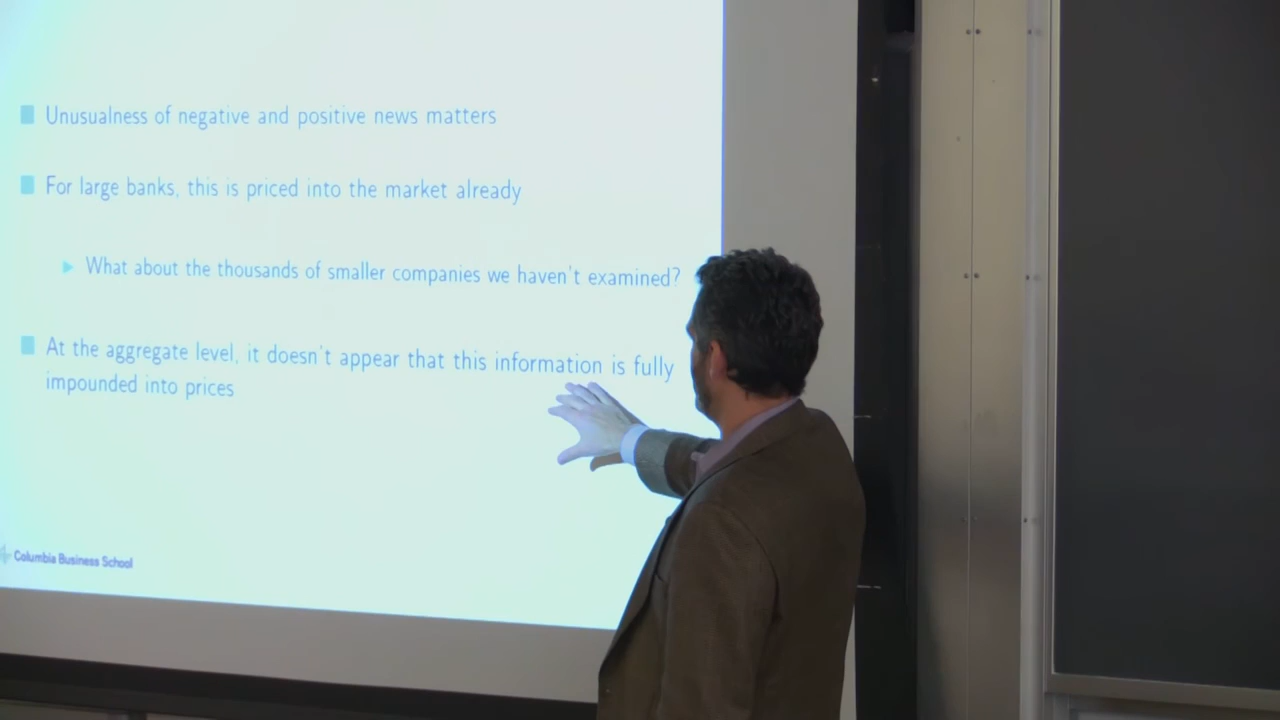 Unusualness of negative and positive news matters
For large banks, this is priced into the market already
What about the thousands of smaller companies we haven't examined?
At the aggregate level, it doesn't appear that this information is fully
impounded into prices
Columbia Business School